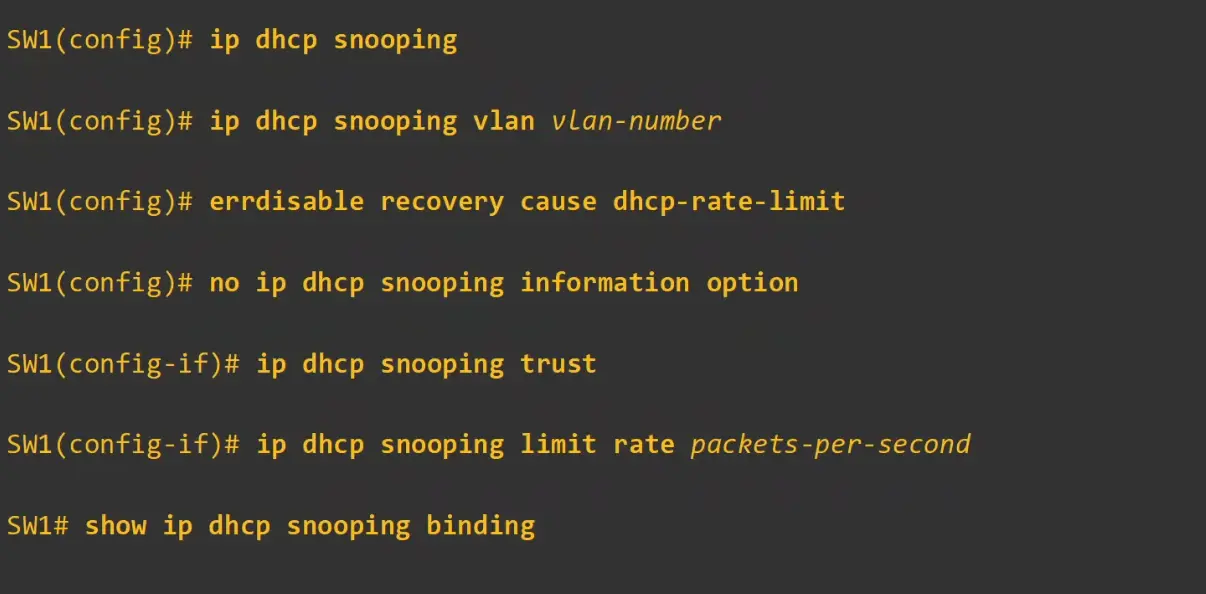 SW1(config)# ip dhcp snooping
SW1(config)# ip dhcp snooping vlan vlan-number
SW1(config)# errdisable recovery cause dhcp-rate-limit
SW1(config)# no ip dhcp snooping information option
SW1(config-if)# ip dhcp snooping trust
SW1(config-if)# ip dhcp snooping limit rate packets-per-second
SW1# show ip dhcp snooping binding